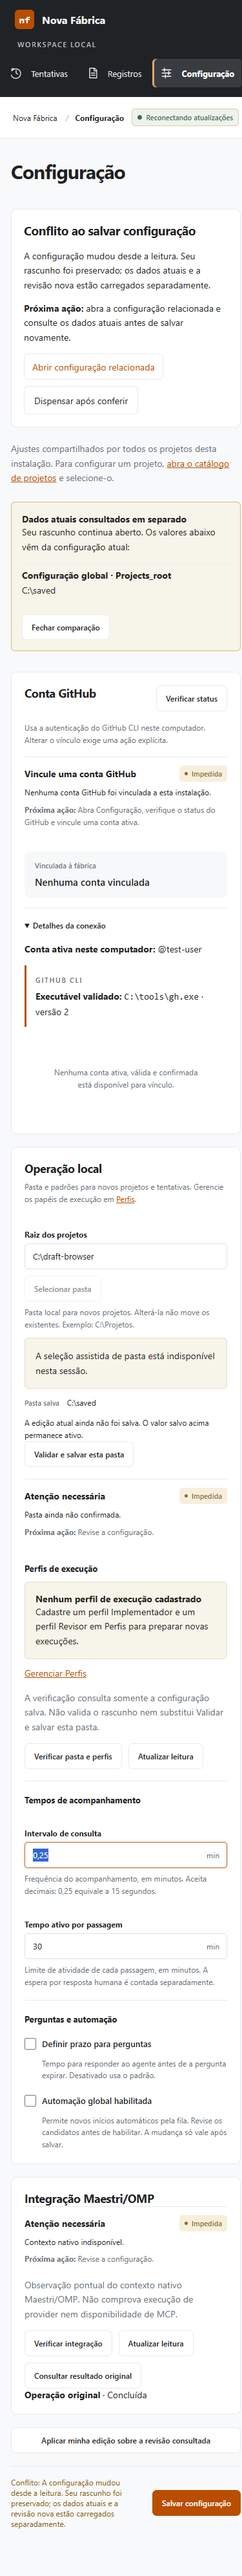 nf Nova Fábrica
WORKSPACE LOCAL
Tentativas Registros Configuração
Nova Fábrica / Configuração Reconectando atualizações
Configuração
Conflito ao salvar configuração
A configuração mudou desde a leitura. Seu
rascunho foi preservado; os dados atuais e a
revisão nova estão carregados separadamente.
Próxima ação: abra a configuração relacionada e
consulte os dados atuais antes de salvar
novamente.
Abrir configuração relacionada
Dispensar após conferir
Ajustes compartilhados por todos os projetos desta
instalação. Para configurar um projeto, abra o catálogo
de projetos e selecione-o.
Dados atuais consultados em separado
Seu rascunho continua aberto. Os valores abaixo
vêm da configuração atual:
Configuração global · Projects_root
C:\saved
Fechar comparação
Conta GitHub
Verificar status
Usa a autenticação do GitHub CLI neste computador.
Alterar o vínculo exige uma ação explícita.
Vincule uma conta GitHub
Impedida
Nenhuma conta GitHub foi vinculada a esta instalação.
Próxima ação: Abra Configuração, verifique o status do
GitHub e vincule uma conta ativa.
Vinculada à fábrica
Nenhuma conta vinculada
▼ Detalhes da conexão
Conta ativa neste computador: @test-user
GITHUB CLI
Executável validado: C:\tools\gh.exe ·
versão 2
Nenhuma conta ativa, válida e confirmada
está disponível para vínculo.
Operação local
Pasta e padrões para novos projetos e tentativas. Gerencie
os papéis de execução em Perfis.
Raiz dos projetos
C:\draft-browser
Selecionar pasta
Pasta local para novos projetos. Alterá-la não move os
existentes. Exemplo: C:\Projetos.
A seleção assistida de pasta está indisponível
nesta sessão.
Pasta salva C:\saved
A edição atual ainda não foi salva. O valor salvo acima
permanece ativo.
Validar e salvar esta pasta
Atenção necessária
Impedida
Pasta ainda não confirmada.
Próxima ação: Revise a configuração.
Perfis de execução
Nenhum perfil de execução cadastrado
Cadastre um perfil Implementador e um
perfil Revisor em Perfis para preparar novas
execuções.
Gerenciar Perfis
A verificação consulta somente a configuração
salva. Não valida o rascunho nem substitui Validar
e salvar esta pasta.
Verificar pasta e perfis Atualizar leitura
Tempos de acompanhamento
Intervalo de consulta
0,25 min
Frequência do acompanhamento, em minutos. Aceita
decimais: 0,25 equivale a 15 segundos.
Tempo ativo por passagem
30 min
Limite de atividade de cada passagem, em minutos. A
espera por resposta humana é contada separadamente.
Perguntas e automação
Definir prazo para perguntas
Tempo para responder ao agente antes de a pergunta
expirar. Desativado usa o padrão.
Automação global habilitada
Permite novos inícios automáticos pela fila. Revise os
candidatos antes de habilitar. A mudança só vale após
salvar.
Integração Maestri/OMP
Atenção necessária
Impedida
Contexto nativo indisponível.
Próxima ação: Revise a configuração.
Observação pontual do contexto nativo
Maestri/OMP. Não comprova execução de
provider nem disponibilidade de MCP.
Verificar integração Atualizar leitura
Consultar resultado original
Operação original · Concluída
Aplicar minha edição sobre a revisão consultada
Conflito: A configuração mudou
desde a leitura. Seu rascunho foi
preservado; os dados atuais e a
revisão nova estão carregados
separadamente.
Salvar configuração